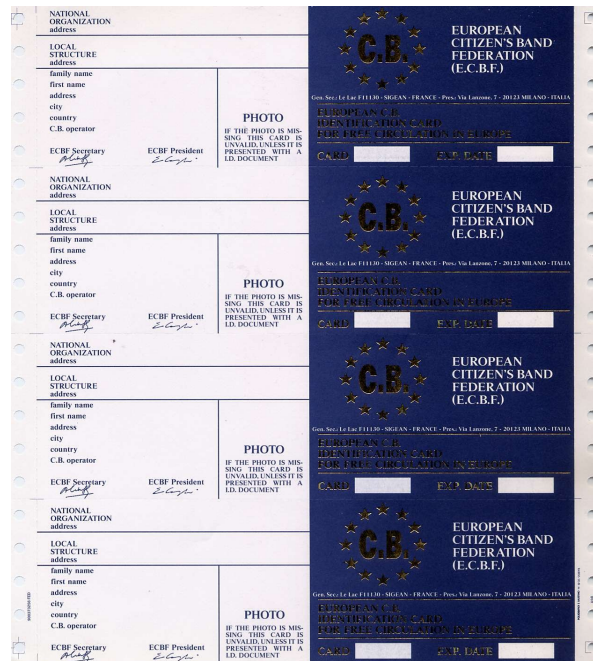 NATIONAL
ORGANIZATION
address
LOCAL
STRUCTURE
address
family name
first name
address
city
country
C.B. operator
ECBF Secretary
ECBF President
PHOTO
IF THE PHOTO IS MIS-
SING THIS CARD IS
UNVALID, UNLESS IT IS
PRESENTED WITH A
I.D. DOCUMENT
C.B.
EUROPEAN
CITIZEN'S BAND
FEDERATION
(E.C.B.F.)
Gen. Sec.: Le Lac F11130 - SIGEAN - FRANCE - Pres.: Via Lanzone, 7 - 20123 MILANO - ITALIA
EUROPEAN C.B.
IDENTIFICATION CARD
FOR FREE CIRCULATION IN EUROPE
CARD
EXP. DATE
NATIONAL
ORGANIZATION
address
LOCAL
STRUCTURE
address
family name
first name
address
city
country
C.B. operator
ECBF Secretary
ECBF President
PHOTO
IF THE PHOTO IS MIS-
SING THIS CARD IS
UNVALID, UNLESS IT IS
PRESENTED WITH A
I.D. DOCUMENT
C.B.
EUROPEAN
CITIZEN'S BAND
FEDERATION
(E.C.B.F.)
Gen. Sec.: Le Lac F11130 - SIGEAN - FRANCE - Pres.: Via Lanzone, 7 - 20123 MILANO - ITALIA
EUROPEAN C.B.
IDENTIFICATION CARD
FOR FREE CIRCULATION IN EUROPE
CARD
EXP. DATE
NATIONAL
ORGANIZATION
address
LOCAL
STRUCTURE
address
family name
first name
address
city
country
C.B. operator
ECBF Secretary
ECBF President
PHOTO
IF THE PHOTO IS MIS-
SING THIS CARD IS
UNVALID, UNLESS IT IS
PRESENTED WITH A
I.D. DOCUMENT
C.B.
EUROPEAN
CITIZEN'S BAND
FEDERATION
(E.C.B.F.)
Gen. Sec.: Le Lac F11130 - SIGEAN - FRANCE - Pres.: Via Lanzone, 7 - 20123 MILANO - ITALIA
EUROPEAN C.B.
IDENTIFICATION CARD
FOR FREE CIRCULATION IN EUROPE
CARD
EXP. DATE
NATIONAL
ORGANIZATION
address
LOCAL
STRUCTURE
address
family name
first name
address
city
country
C.B. operator
ECBF Secretary
ECBF President
PHOTO
IF THE PHOTO IS MIS-
SING THIS CARD IS
UNVALID, UNLESS IT IS
PRESENTED WITH A
I.D. DOCUMENT
C.B.
EUROPEAN
CITIZEN'S BAND
FEDERATION
(E.C.B.F.)
Gen. Sec.: Le Lac F11130 - SIGEAN - FRANCE - Pres.: Via Lanzone, 7 - 20123 MILANO - ITALIA
EUROPEAN C.B.
IDENTIFICATION CARD
FOR FREE CIRCULATION IN EUROPE
CARD
EXP. DATE